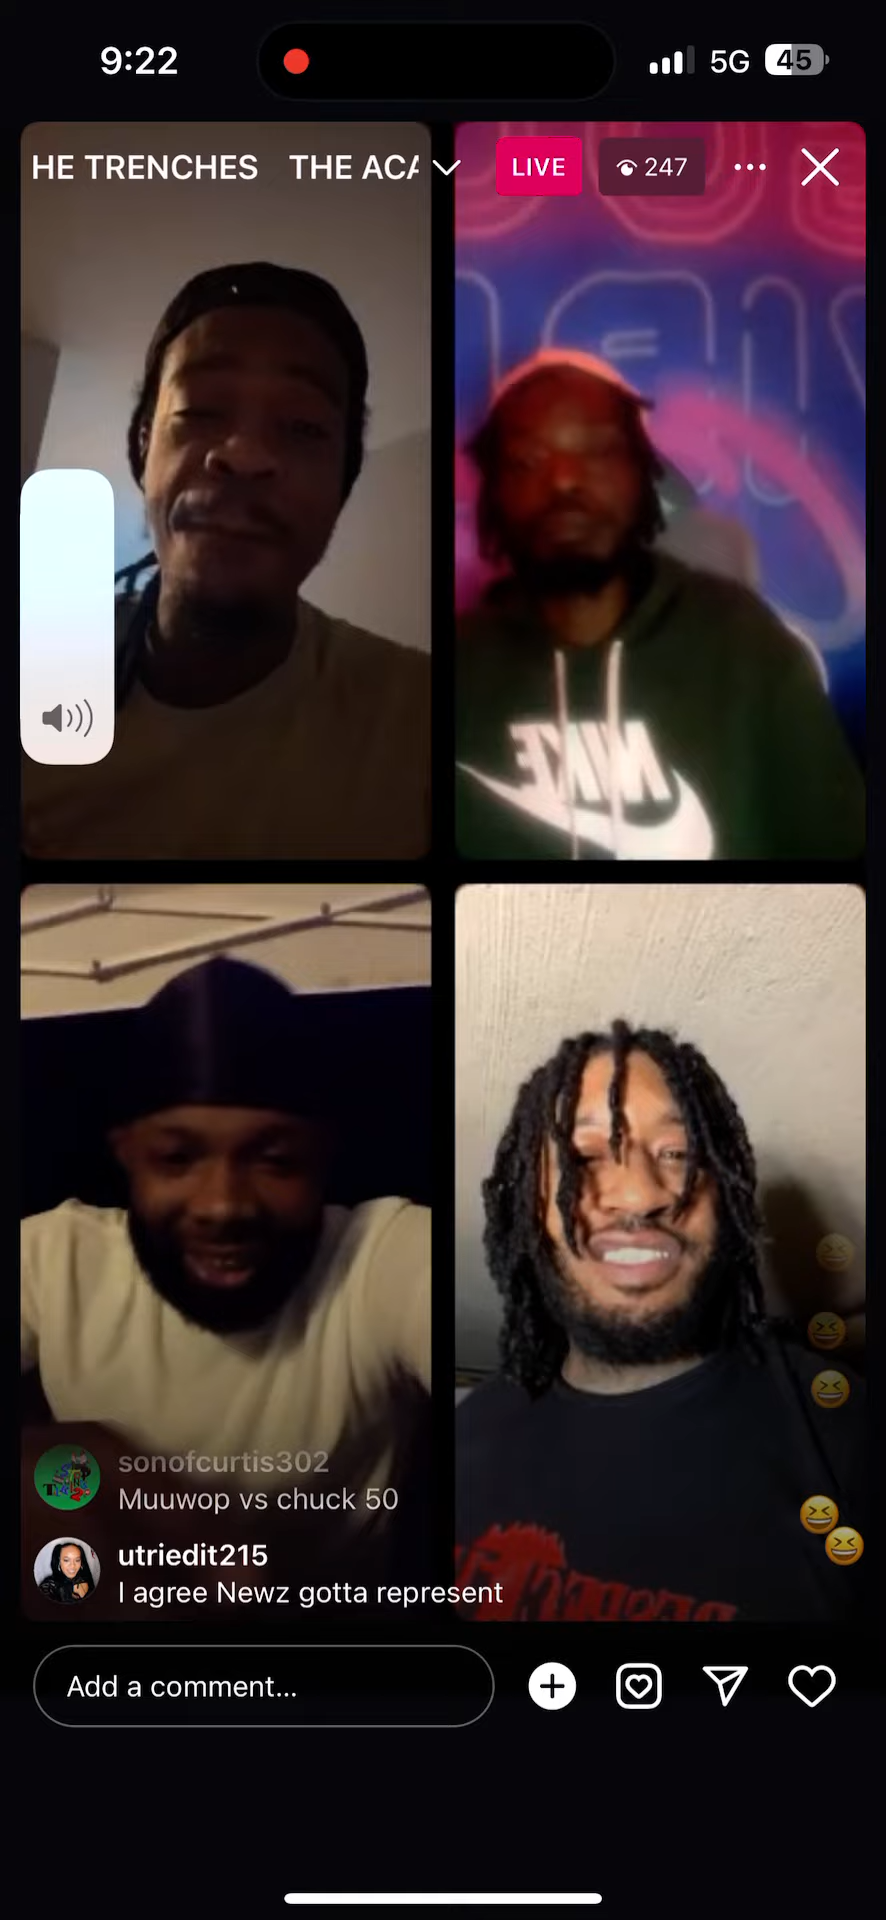 9:22
5G
45
HE TRENCHES THE ACA
LIVE
247
NIKE
sonofcurtis302
Muuwop vs chuck 50
utriedit215
I agree Newz gotta represent
Add a comment...